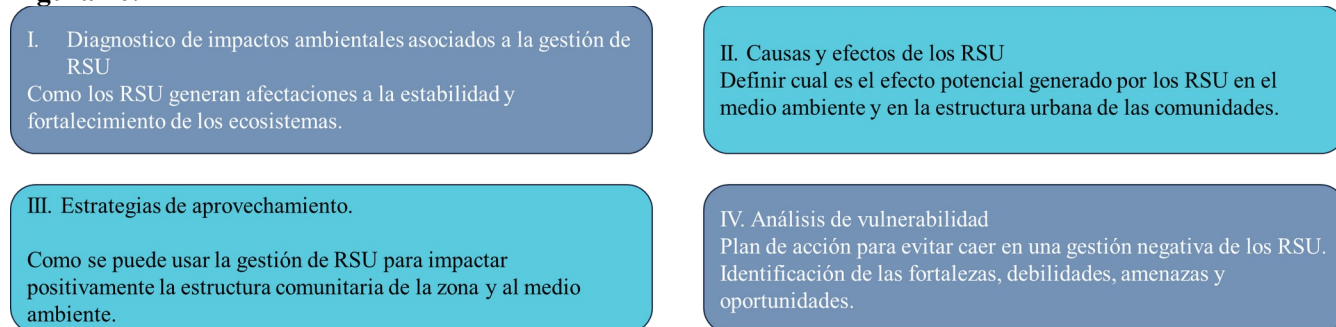 I. Diagnostico de impactos ambientales asociados a la gestión de
RSU
Como los RSU generan afectaciones a la estabilidad y
fortalecimiento de los ecosistemas.
II. Causas y efectos de los RSU
Definir cual es el efecto potencial generado por los RSU en el
medio ambiente y en la estructura urbana de las comunidades.
III. Estrategias de aprovechamiento.
Como se puede usar la gestión de RSU para impactar
positivamente la estructura comunitaria de la zona y al medio
ambiente.
IV. Análisis de vulnerabilidad
Plan de acción para evitar caer en una gestión negativa de los RSU.
Identificación de las fortalezas, debilidades, amenazas y
oportunidades.